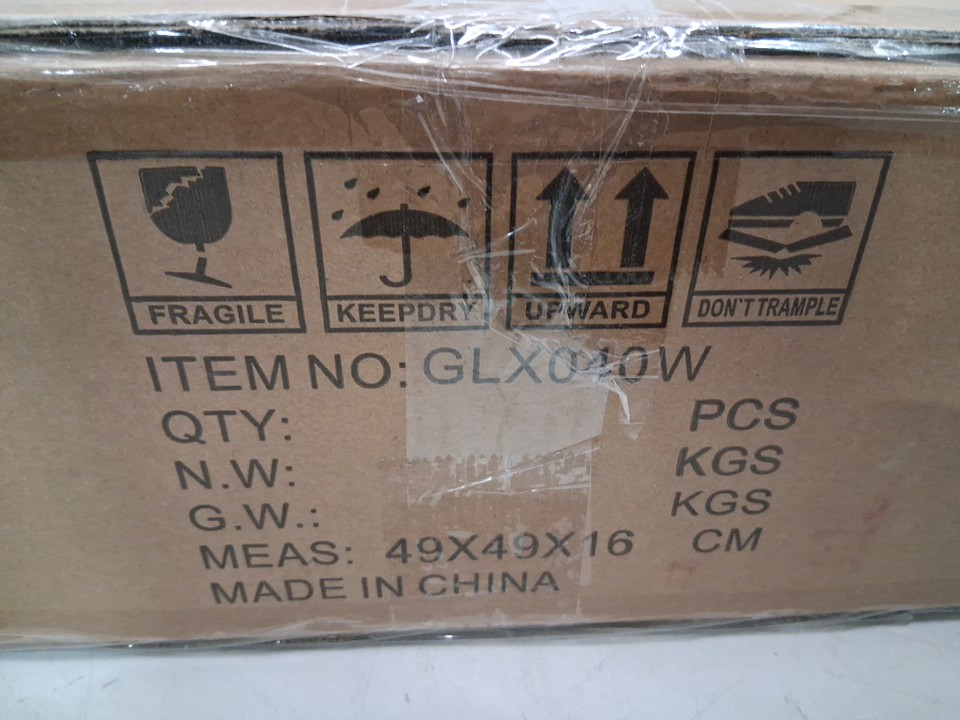 FRAGILE KEEPDRY UPWARD DON'T TRAMPLE
ITEM NO: GLX040W
QTY: PCS
N.W: KGS
G.W.: KGS
MEAS: 49X49X16 CM
MADE IN CHINA